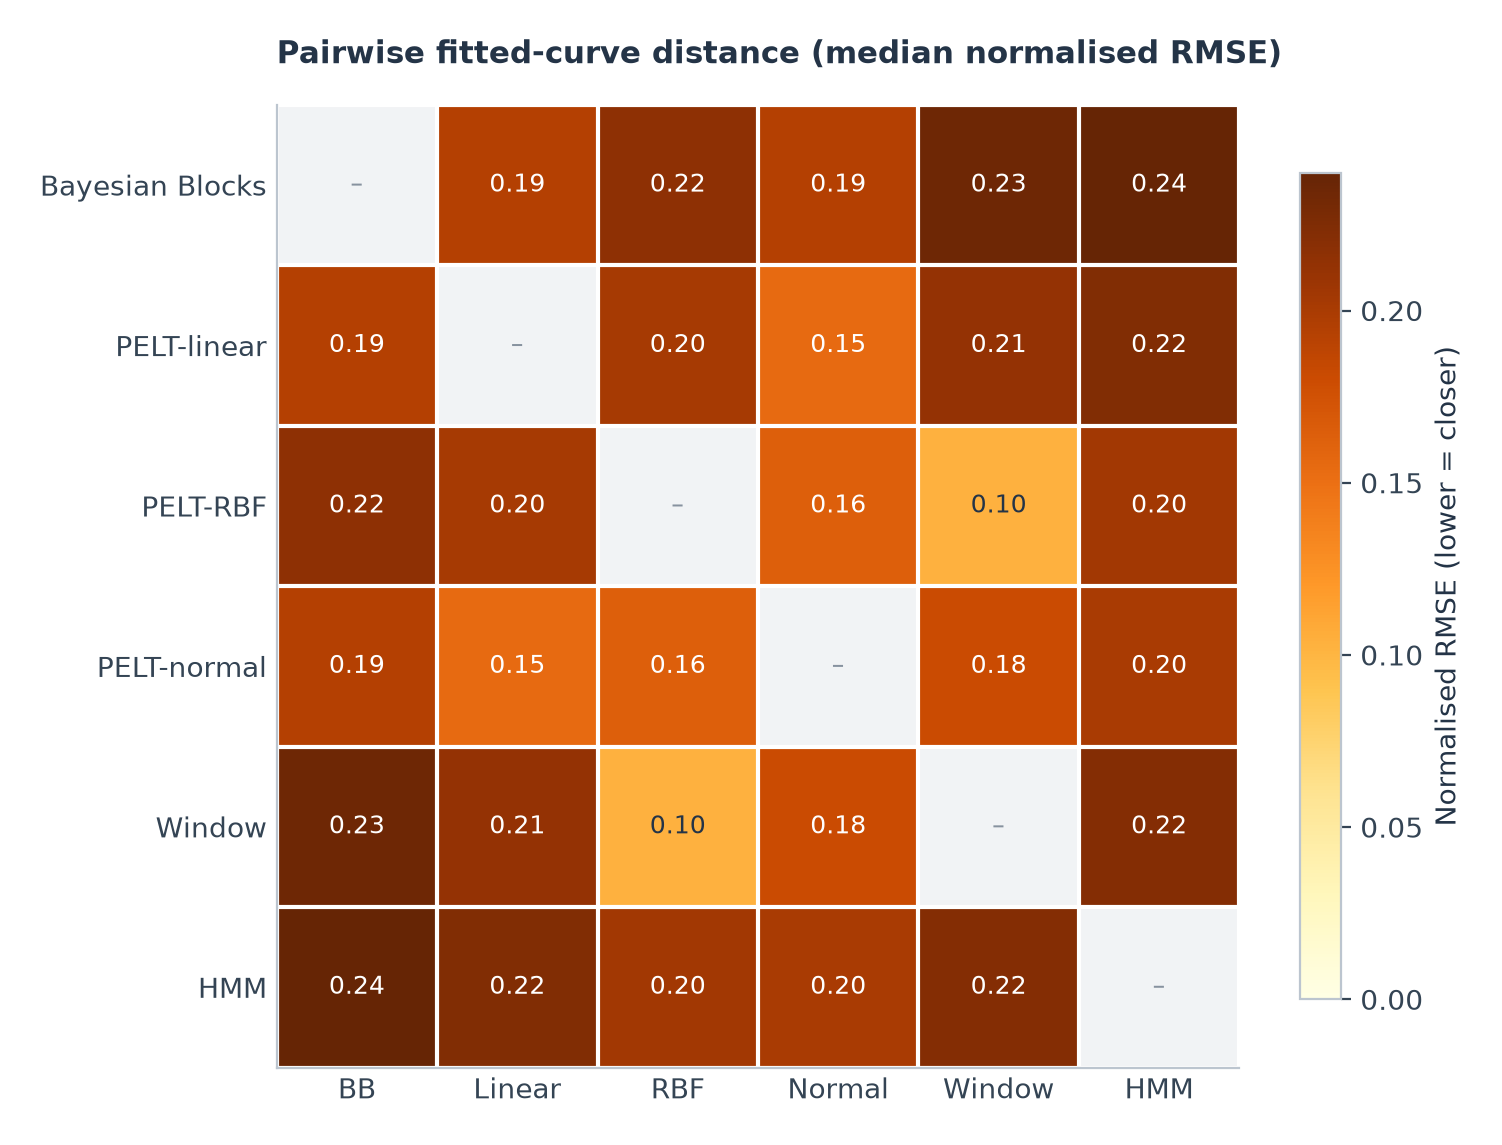 Pairwise fitted-curve distance (median normalised RMSE)
Bayesian Blocks – 0.19 0.22 0.19 0.23 0.24
PELT-linear 0.19 – 0.20 0.15 0.21 0.22
PELT-RBF 0.22 0.20 – 0.16 0.10 0.20
PELT-normal 0.19 0.15 0.16 – 0.18 0.20
Window 0.23 0.21 0.10 0.18 – 0.22
HMM 0.24 0.22 0.20 0.20 0.22 –
BB Linear RBF Normal Window HMM
0.20
0.15
0.10
0.05
0.00
Normalised RMSE (lower = closer)